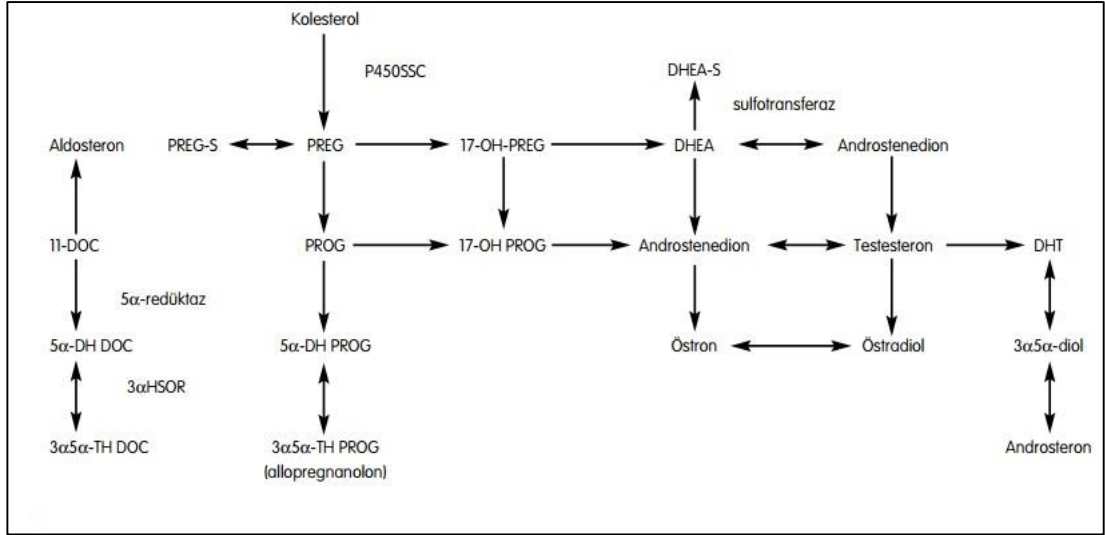 Kolesterol
P450SSC
DHEA-S
sulfotransferaz
Aldosteron PREG-S PREG 17-OH-PREG DHEA Androstenedion
11-DOC PROG 17-OH PROG Androstenedion Testesteron DHT
5α-redüktaz
5α-DH DOC 5α-DH PROG Östron Östradiol 3α5α-diol
3αHSOR
3α5α-TH DOC 3α5α-TH PROG Androsteron
(allopregnanolon)